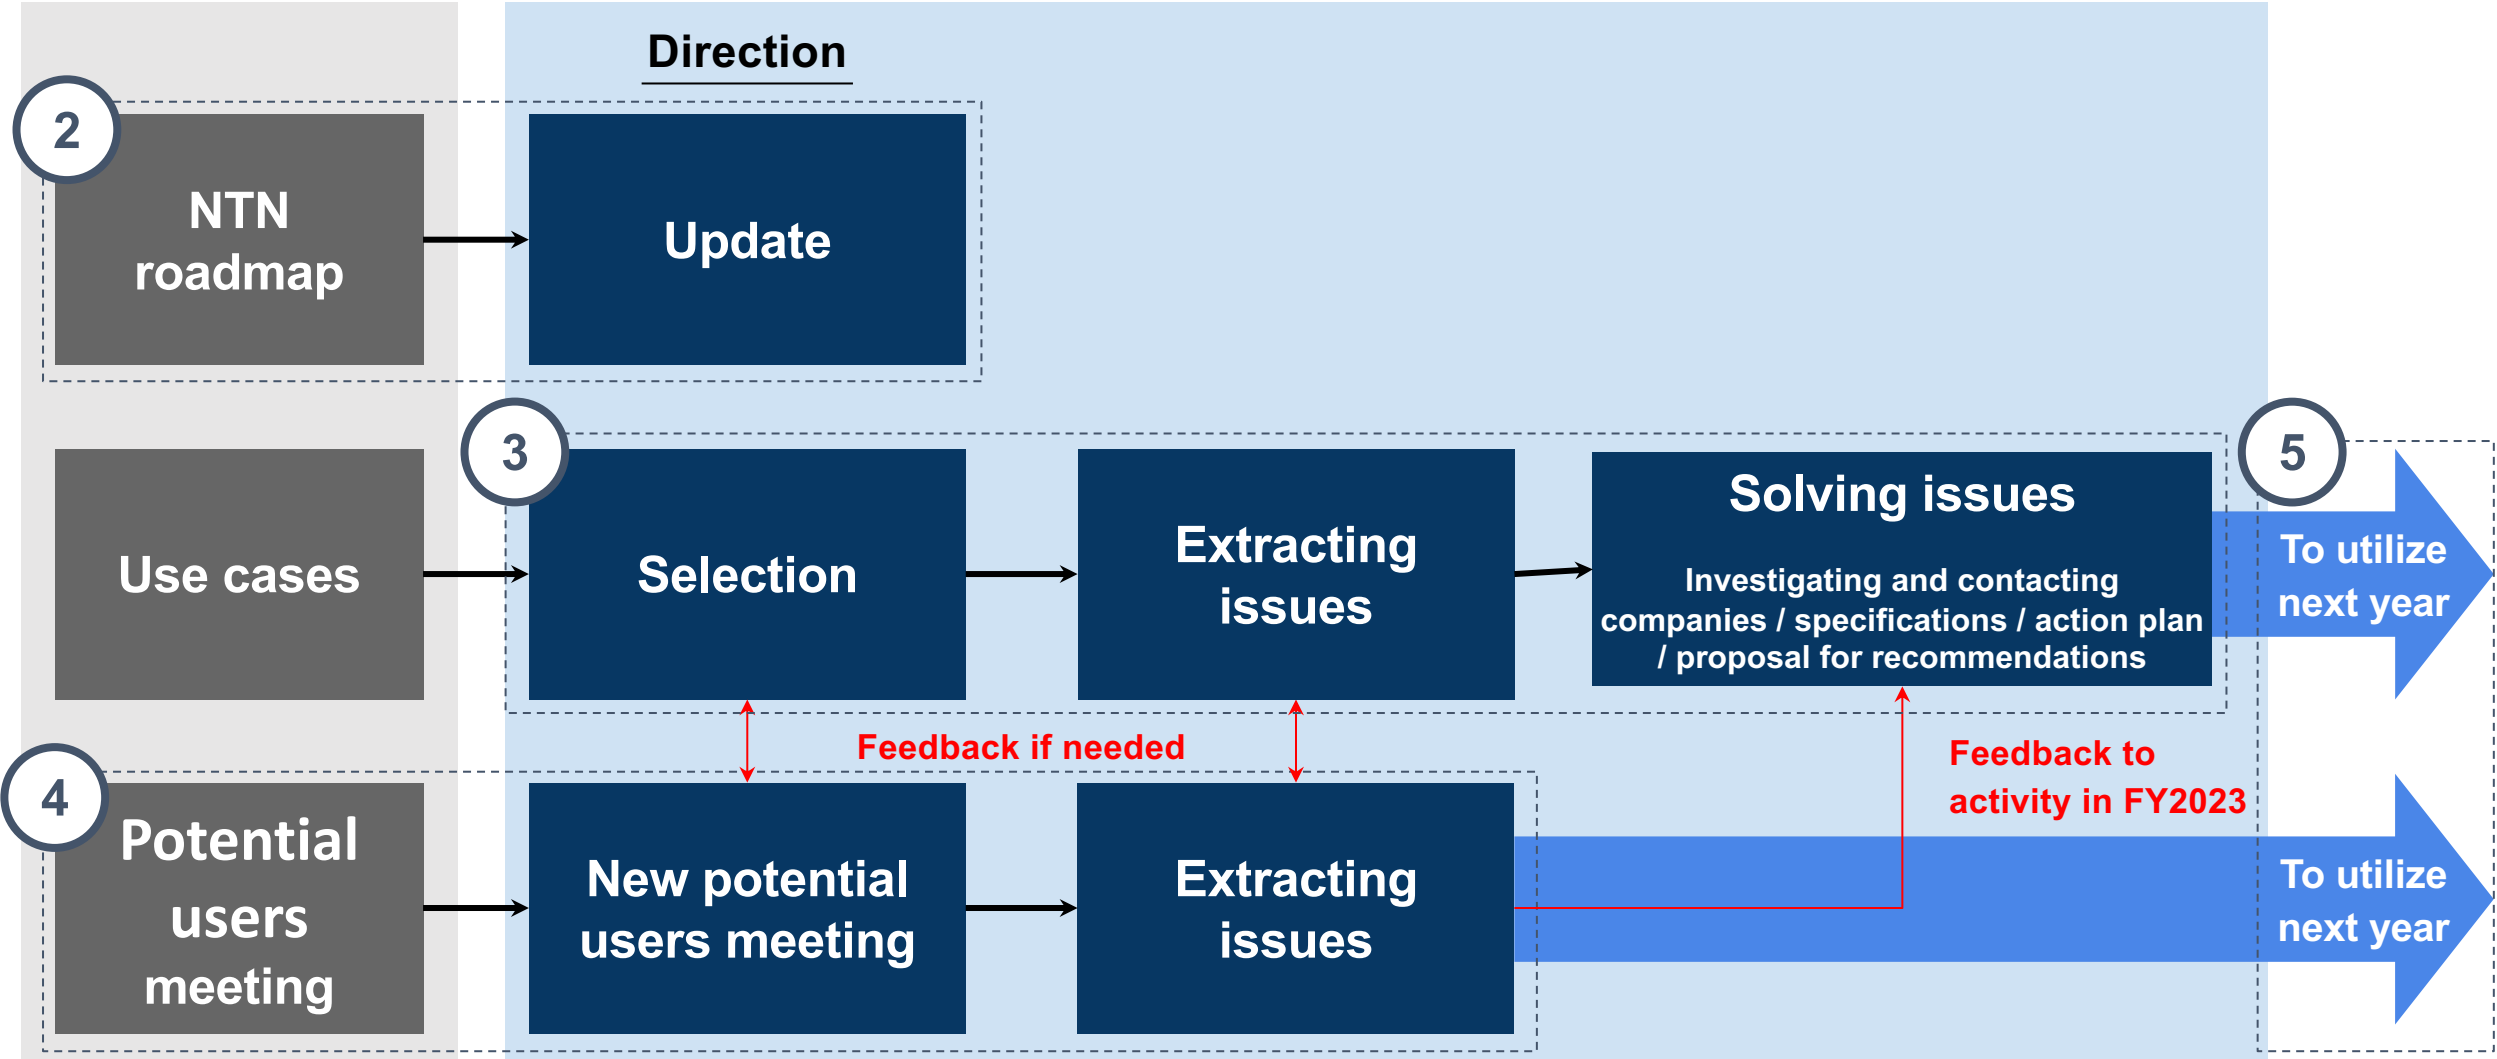 Direction
2
NTN
roadmap
Update
3
5
Use cases
Selection
Extracting
issues
Solving issues
Investigating and contacting
companies / specifications / action plan
/ proposal for recommendations
To utilize
next year
Feedback if needed
Feedback to
activity in FY2023
4
Potential
users
meeting
New potential
users meeting
Extracting
issues
To utilize
next year